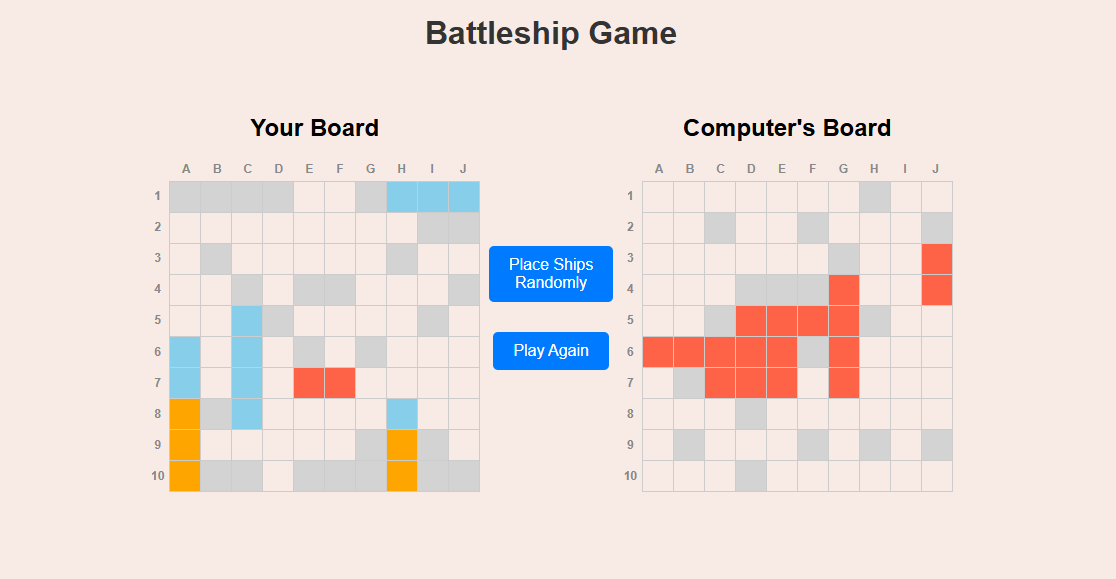 Battleship Game
Your Board
Computer's Board
A B C D E F G H I J
A B C D E F G H I J
1
2
3
4
5
6
7
8
9
10
Place Ships
Randomly
Play Again
1
2
3
4
5
6
7
8
9
10